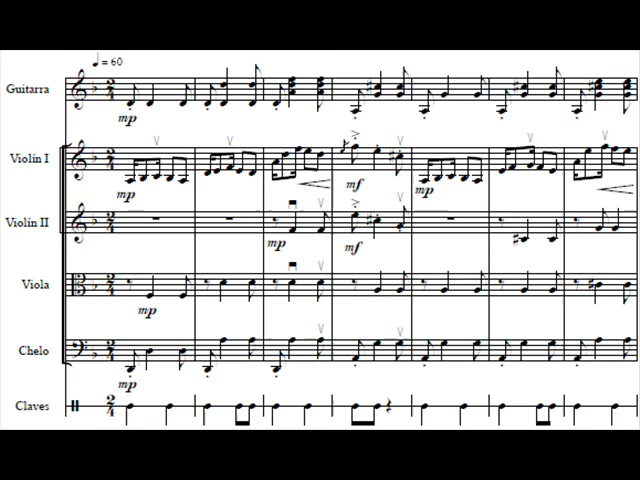 ♩ = 60
Guitarra
mp
Violín I
mp
mf
mp
Violín II
mp
mf
Viola
mp
Chelo
mp
Claves